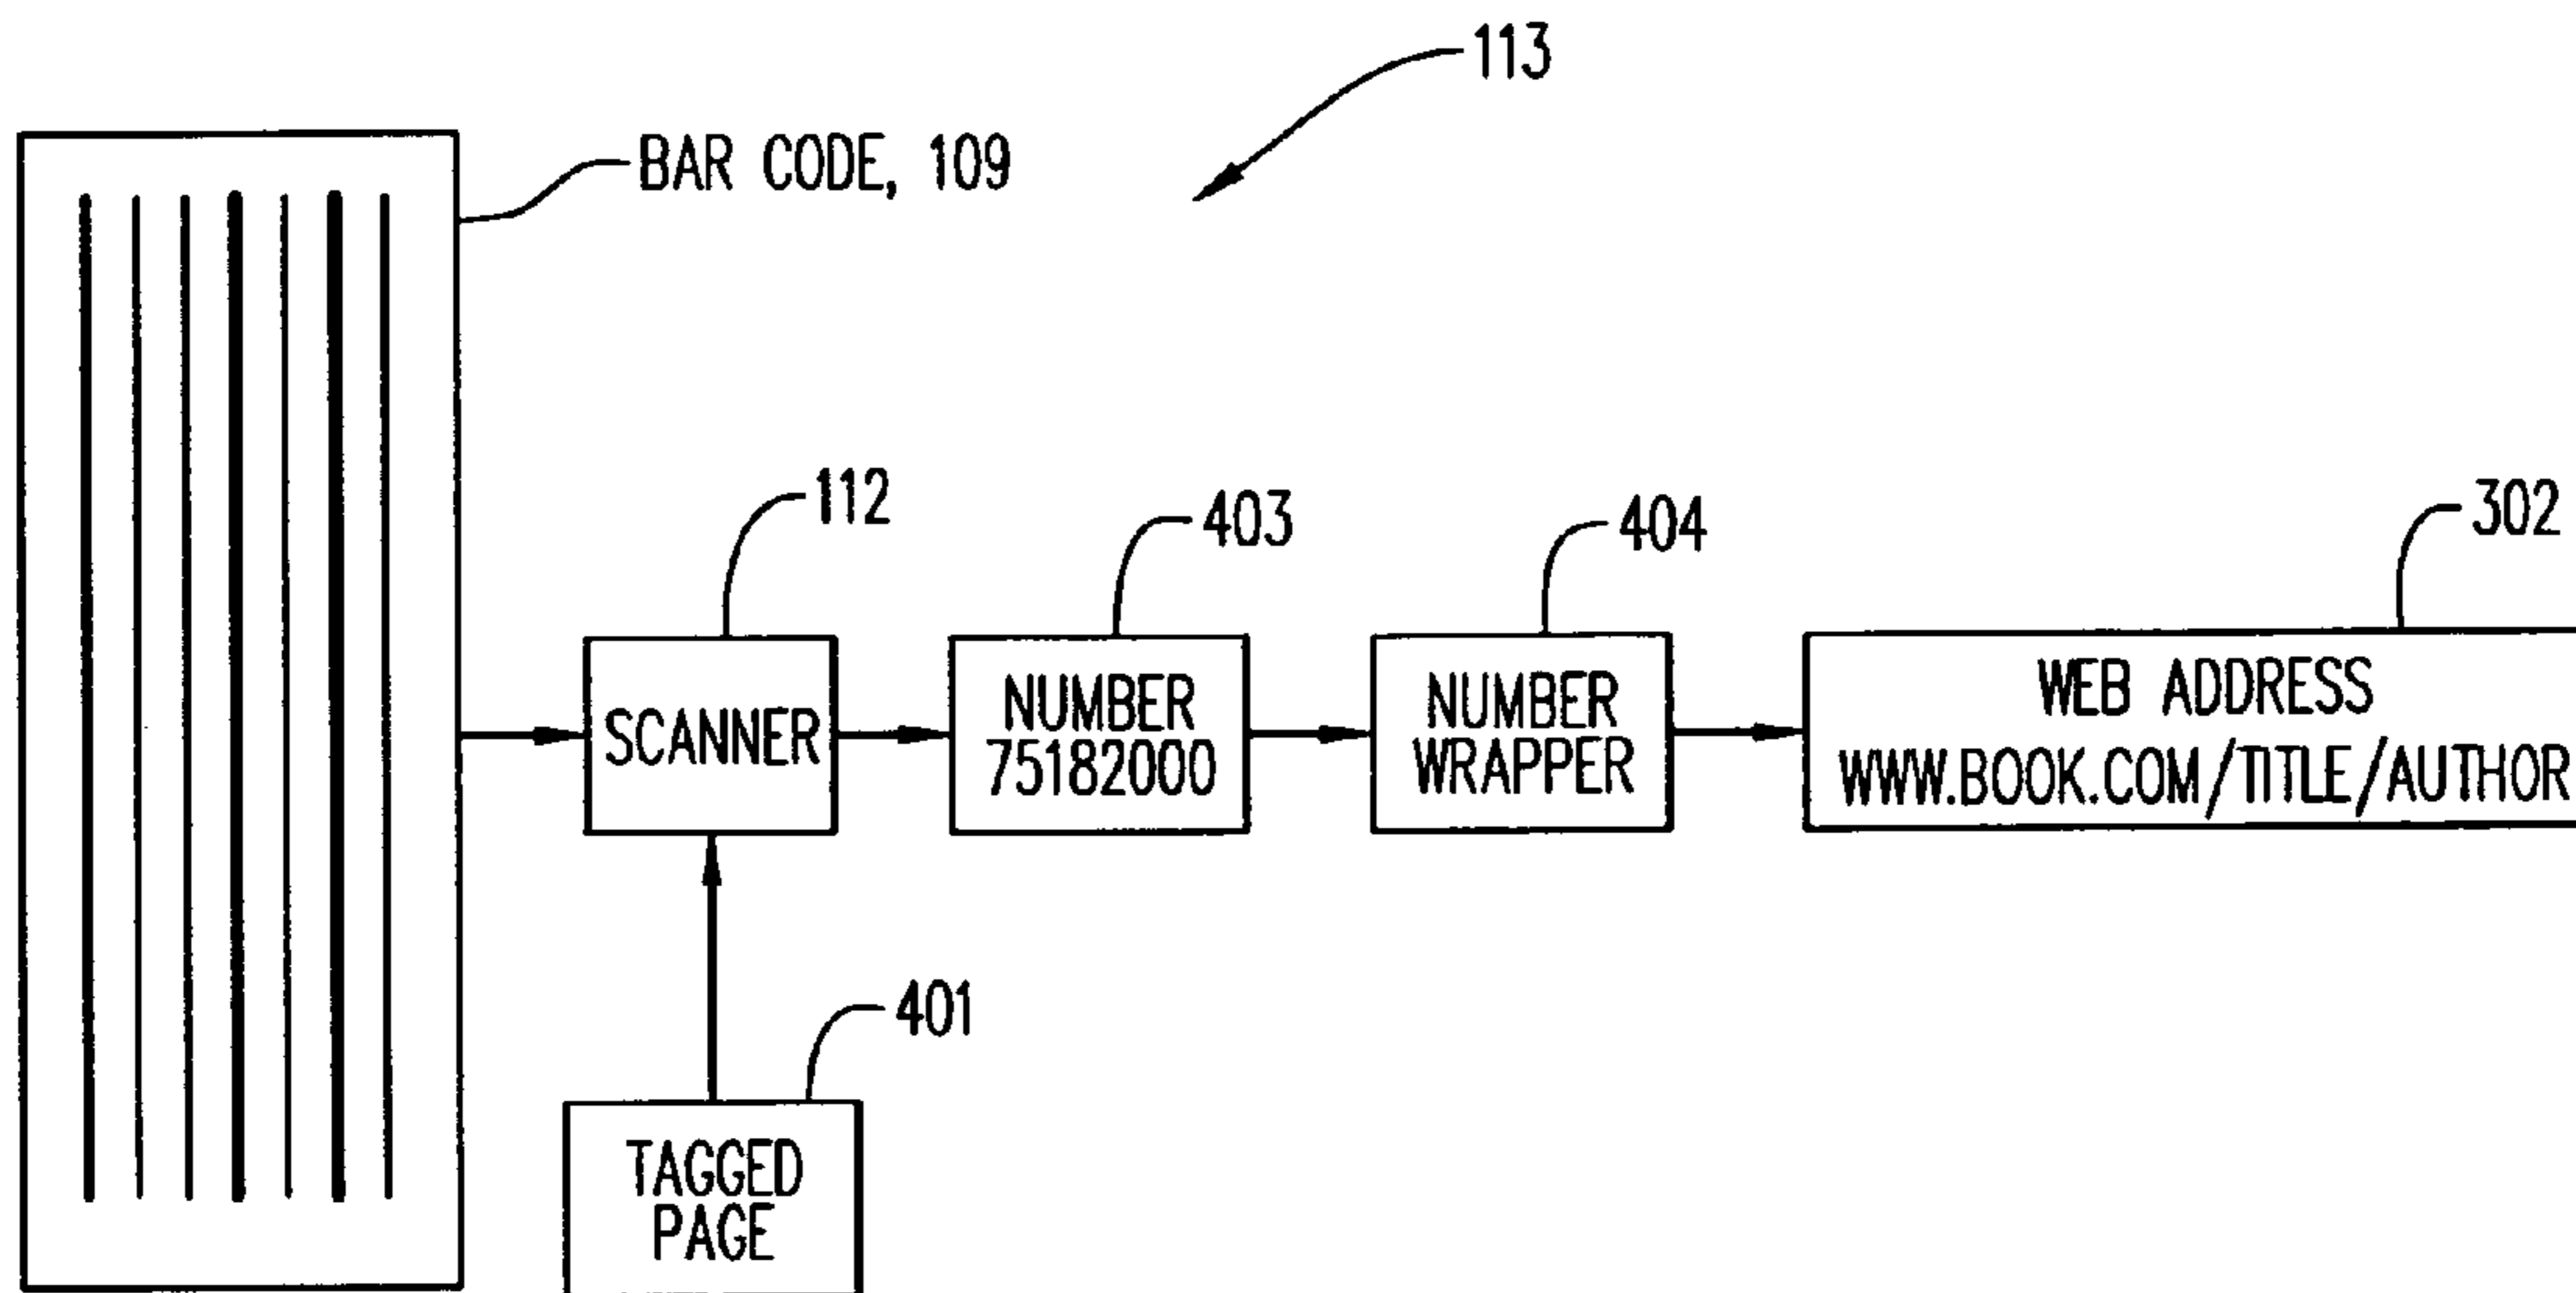 113
BAR CODE, 109
112
403
404
302
SCANNER
NUMBER
75182000
NUMBER
WRAPPER
WEB ADDRESS
WWW.BOOK.COM/TITLE/AUTHOR
401
TAGGED
PAGE